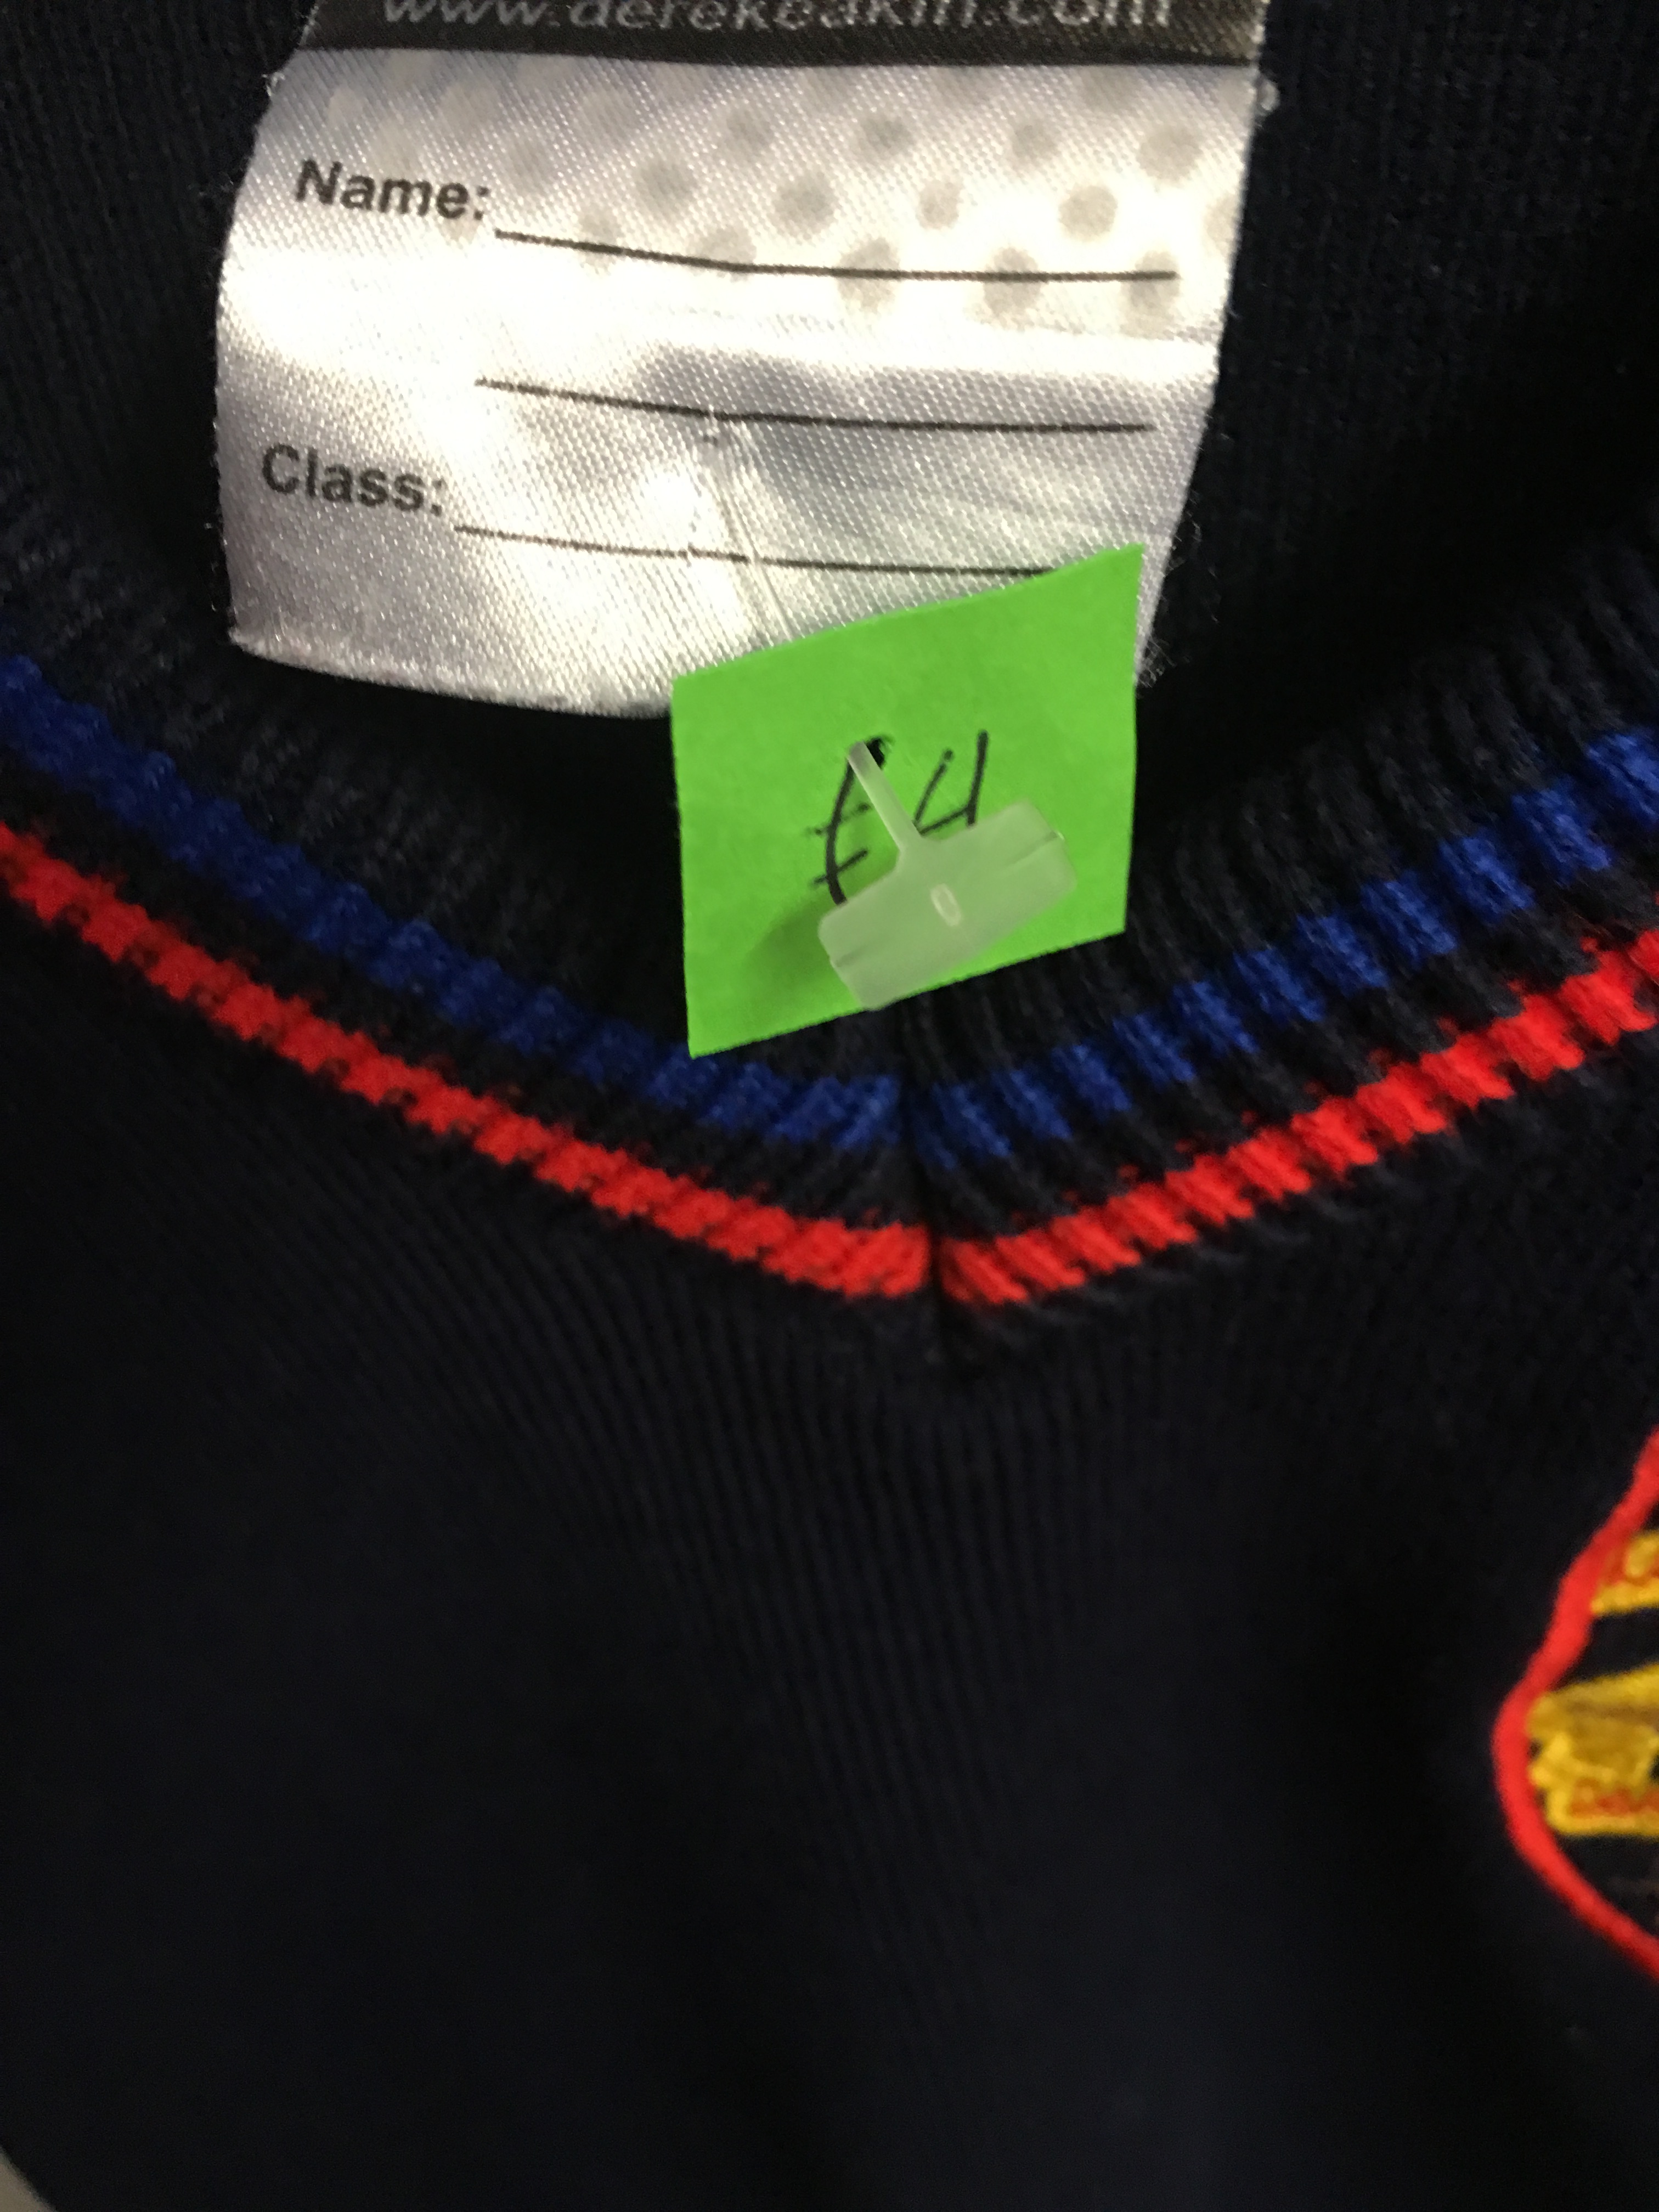 www.derekeakin.com
Name:
Class:
£4